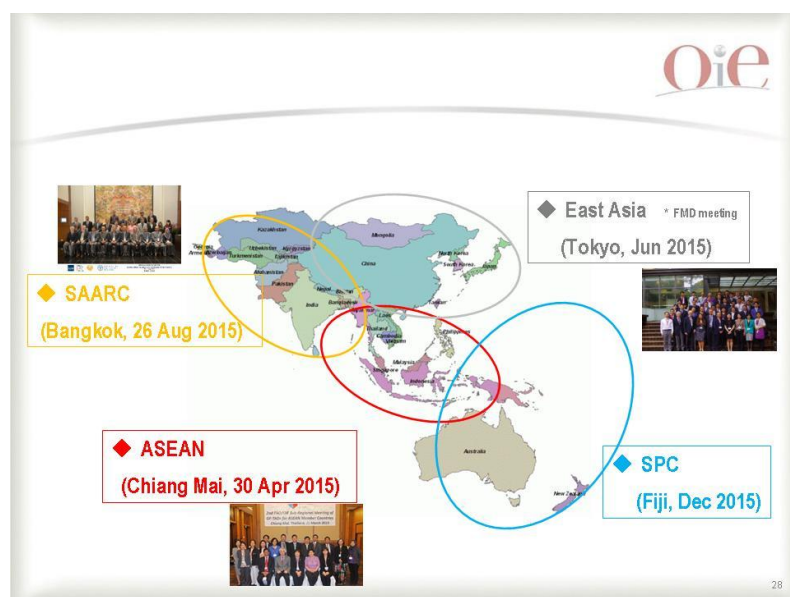 OiE
◆ East Asia * FMD meeting
(Tokyo, Jun 2015)
◆ SAARC
(Bangkok, 26 Aug 2015)
Kazakhstan
Mongolia
Uzbekistan
Kyrgyzstan
Turkmenistan
Tajikistan
Afghanistan
China
North Korea
South Korea
Japan
Pakistan
Nepal
Bhutan
India
Bangladesh
Taiwan
Laos
Thailand
Philippines
Cambodia
Vietnam
Malaysia
Singapore
Indonesia
Australia
New Zealand
◆ ASEAN
(Chiang Mai, 30 Apr 2015)
◆ SPC
(Fiji, Dec 2015)
28